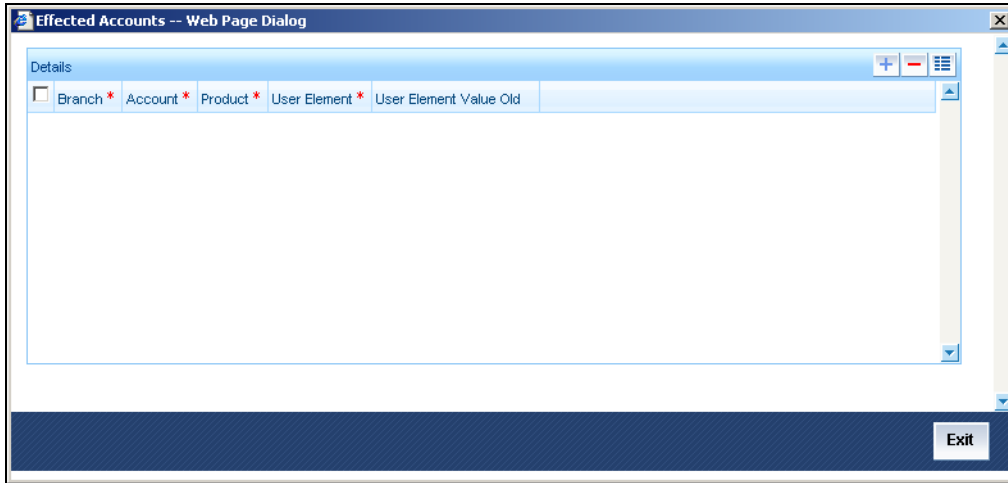 Effected Accounts -- Web Page Dialog
Details
Branch * Account * Product * User Element * User Element Value Old
Exit